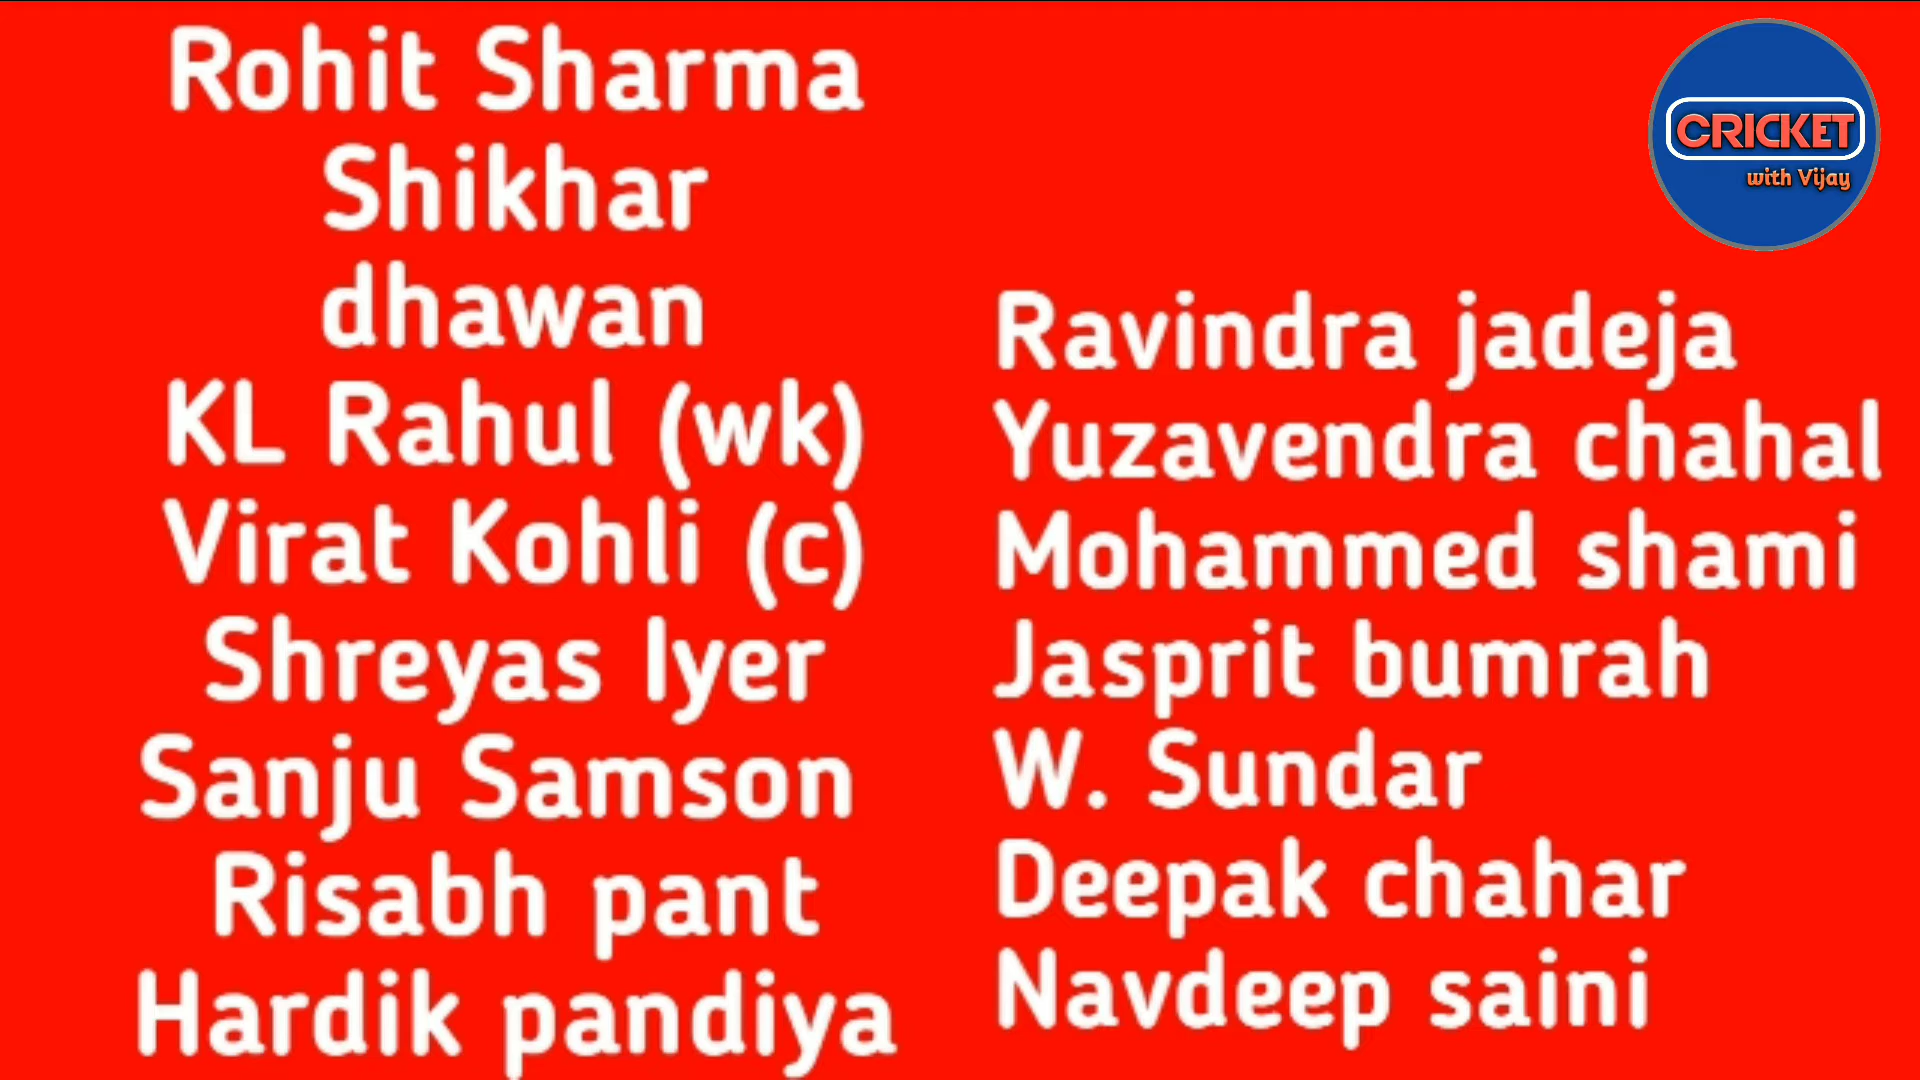 Rohit Sharma
Shikhar
dhawan
KL Rahul (wk)
Virat Kohli (c)
Shreyas Iyer
Sanju Samson
Risabh pant
Hardik pandiya
CRICKET
with Vijay
Ravindra jadeja
Yuzavendra chahal
Mohammed shami
Jasprit bumrah
W. Sundar
Deepak chahar
Navdeep saini